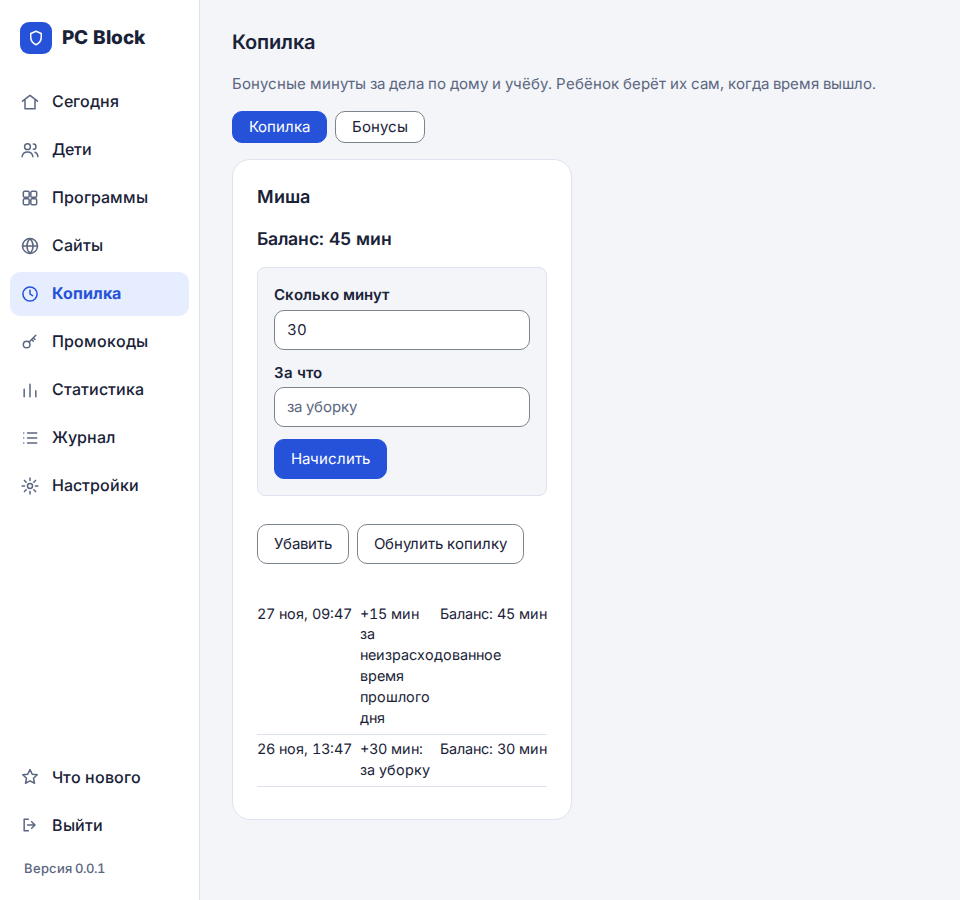 PC Block
Сегодня
Дети
Программы
Сайты
Копилка
Промокоды
Статистика
Журнал
Настройки
Что нового
Выйти
Версия 0.0.1
Копилка
Бонусные минуты за дела по дому и учёбу. Ребёнок берёт их сам, когда время вышло.
Копилка
Бонусы
Миша
Баланс: 45 мин
Сколько минут
30
За что
за уборку
Начислить
Убавить
Обнулить копилку
27 ноя, 09:47
+15 мин
за
неизрасходованное
время
прошлого
дня
Баланс: 45 мин
26 ноя, 13:47
+30 мин:
за уборку
Баланс: 30 мин